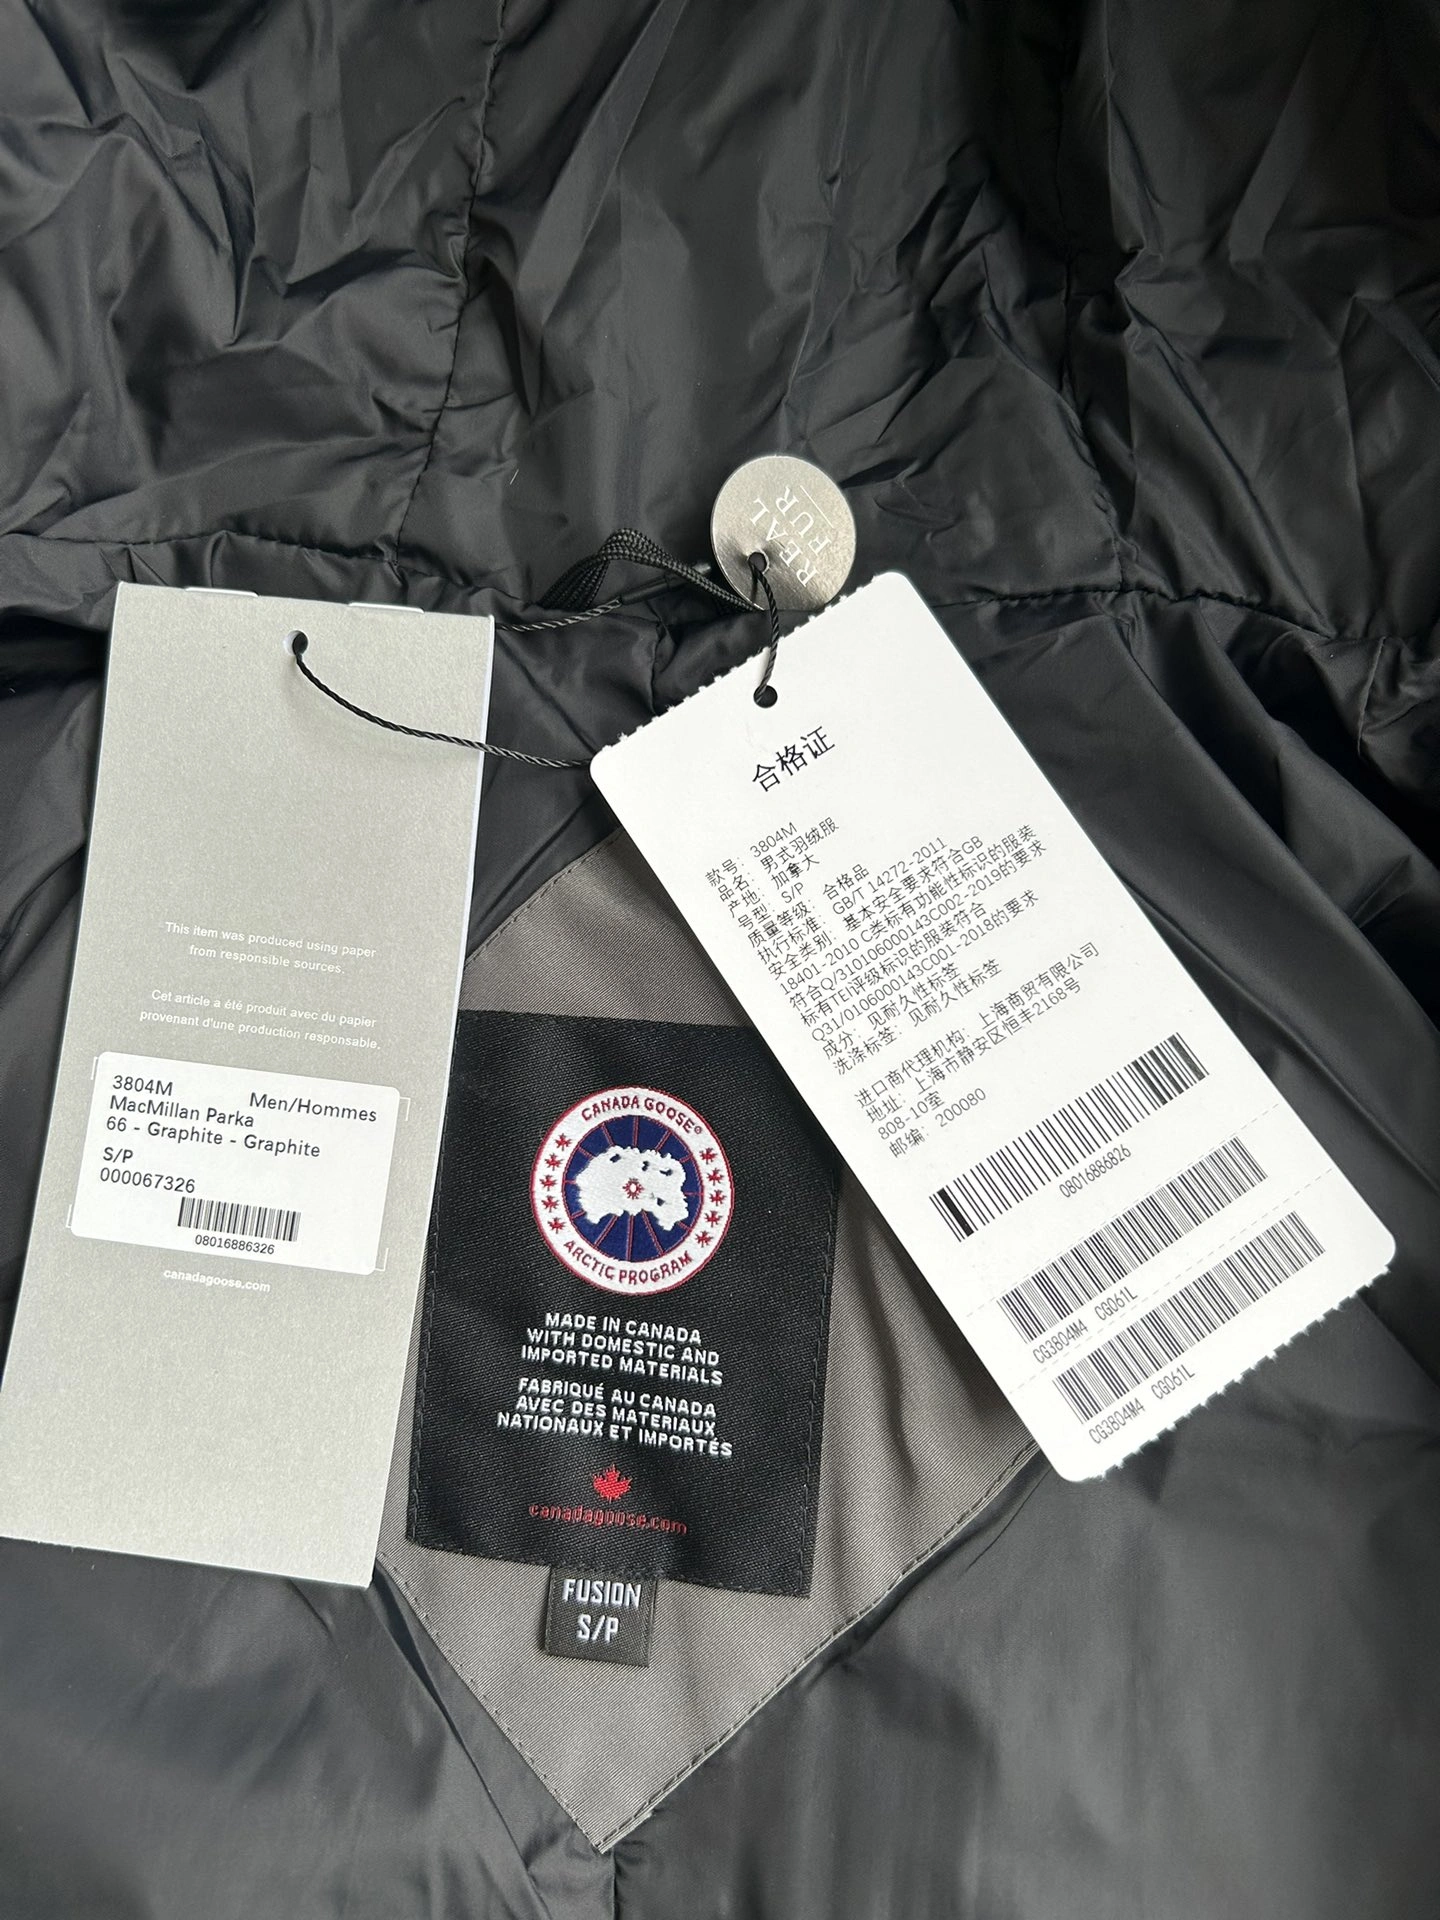 REAL
FUR
This item was produced using paper
from responsible sources.
Cet article a été produit avec du papier
provenant d'une production responsable.
3804M Men/Hommes
MacMillan Parka
66 - Graphite - Graphite
S/P
000067326
08016886326
canadagoose.com
合格证
款号: 3804M
品名: 男式羽绒服
产地: 加拿大
号型: S/P
质量等级: 合格品
执行标准: GB/T 14272-2011
安全类别: 基本安全要求符合GB
18401-2010 C类标有功能性标识的服装
符合Q/3101060000143C002-2019的要求
标有TEI评级标识的服装符合
Q31/0106000143C001-2018的要求
成分: 见耐久性标签
洗涤标签: 见耐久性标签
进口商代理机构: 上海商贸有限公司
地址: 上海市静安区恒丰2168号
808-10室
邮编: 200080
08016886826
CG3804M4 CG061L
CG3804M4 CG061L
CANADA GOOSE®
ARCTIC PROGRAM
MADE IN CANADA
WITH DOMESTIC AND
IMPORTED MATERIALS
FABRIQUÉ AU CANADA
AVEC DES MATERIAUX
NATIONAUX ET IMPORTÉS
canadagoose.com
FUSION
S/P